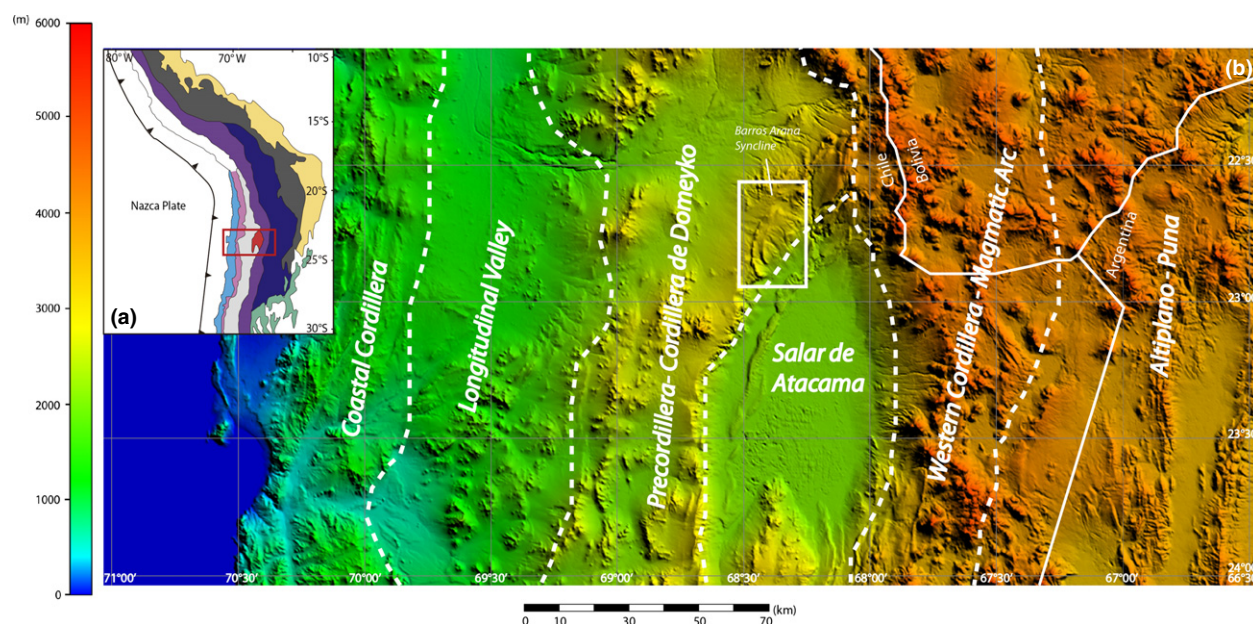 (m)
6000
5000
4000
3000
2000
1000
0
80°W
70°W
10°S
15°S
20°S
25°S
30°S
Nazca Plate
(a)
(b)
Barros Arana
Syncline
Chile
Bolivia
Argentina
Coastal Cordillera
Longitudinal Valley
Precordillera- Cordillera de Domeyko
Salar de
Atacama
Western Cordillera- Magmatic Arc
Altiplano - Puna
22°30'
23°00'
23°30'
24°00'
71°00'
70°30'
70°00'
69°30'
69°00'
68°30'
168°00'
67°30'
67°00'
66°30'
0
10
20
30
50
70
(km)